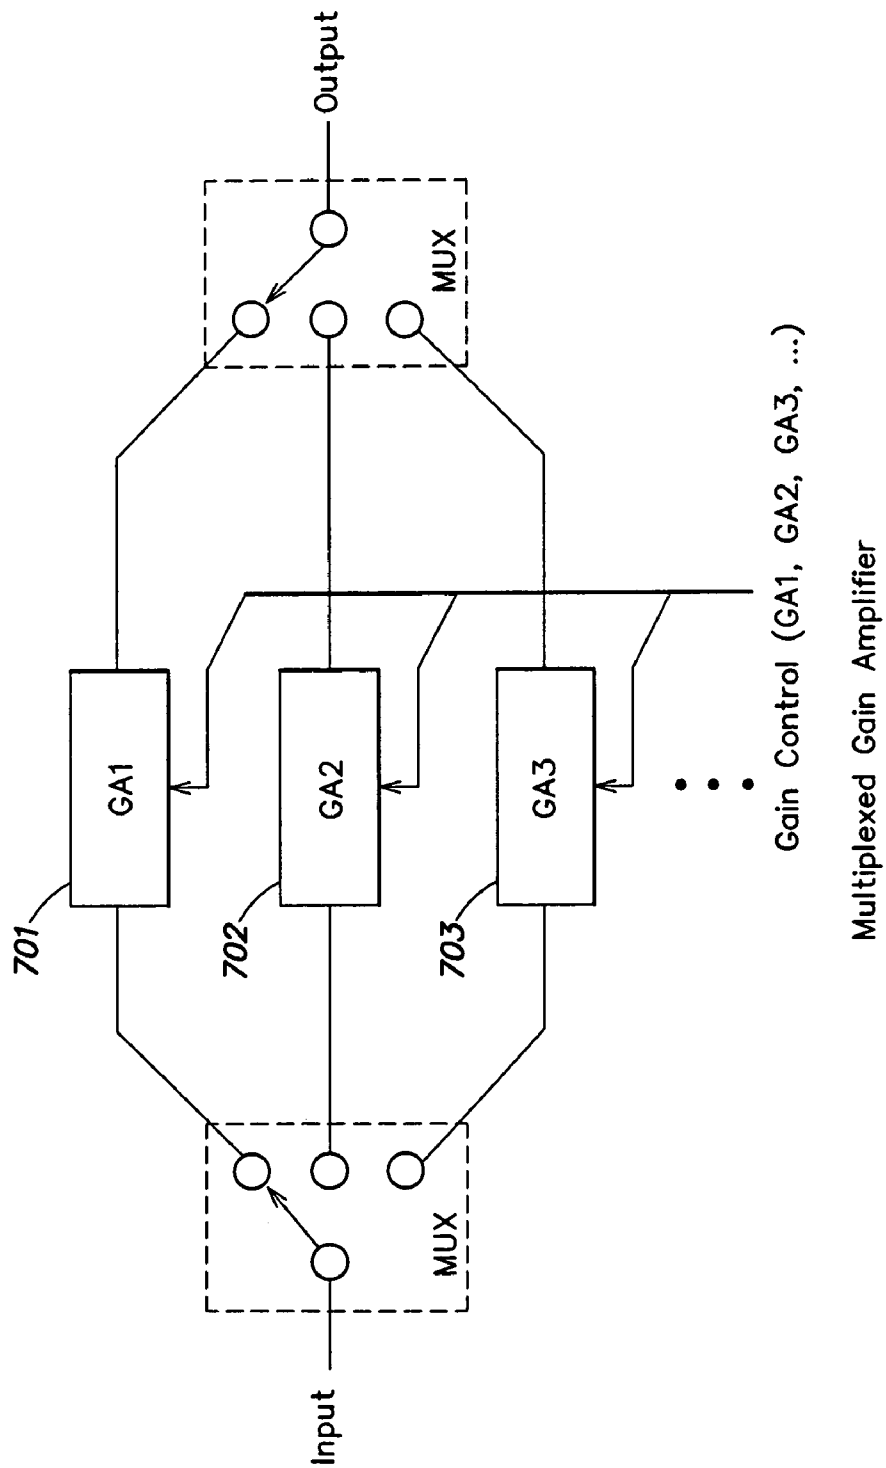 701
GA1
702
GA2
703
GA3
Input
MUX
MUX
Output
Gain Control (GA1, GA2, GA3, ...)
Multiplexed Gain Amplifier